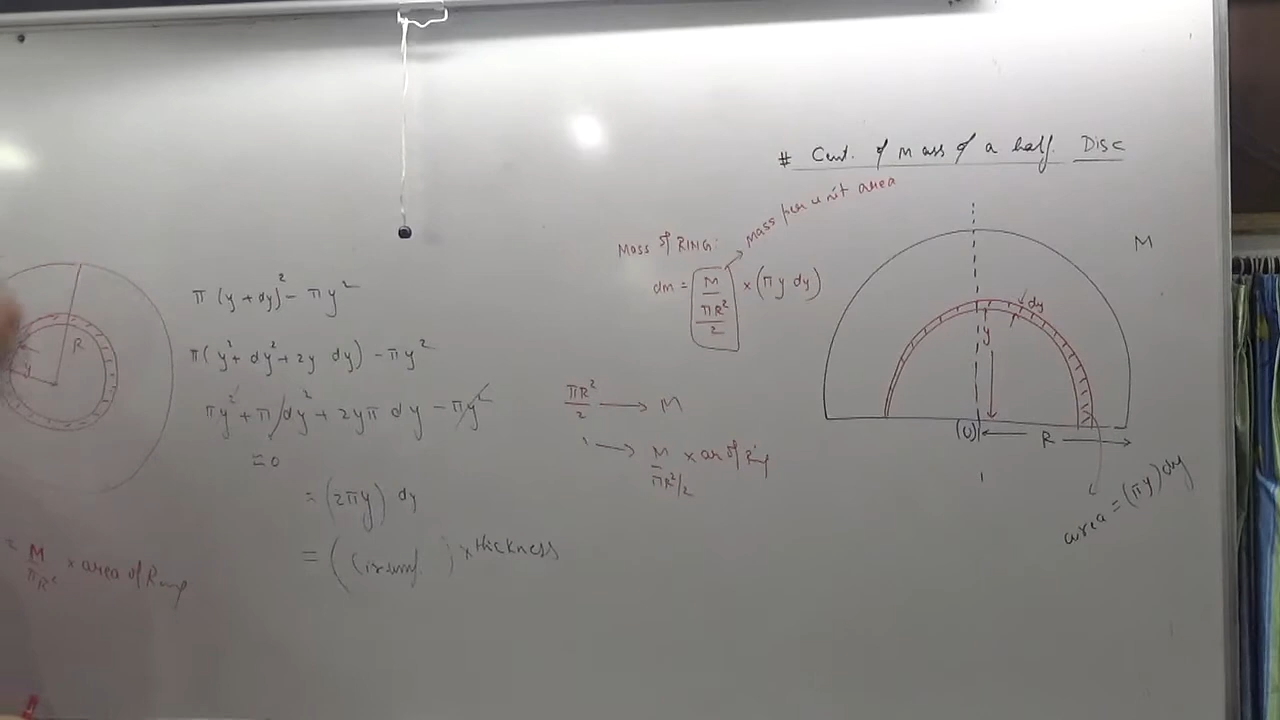 # Cent. of mass of a half Disc
Mass per unit area
Mass of RING:
dm = M/(πR²/2) × (πy dy)
M
dy
y
(0)
R
area = (πy) dy
πR²/2 → M
1 → M/(πR²/2) × ar of Ring
R
π(y + dy)² - πy²
π(y² + dy² + 2y dy) - πy²
πy² + π dy² + 2yπ dy - πy²
≈ 0
= (2πy) dy
= (Circumf.) × thickness
= M/πR² × area of Ring